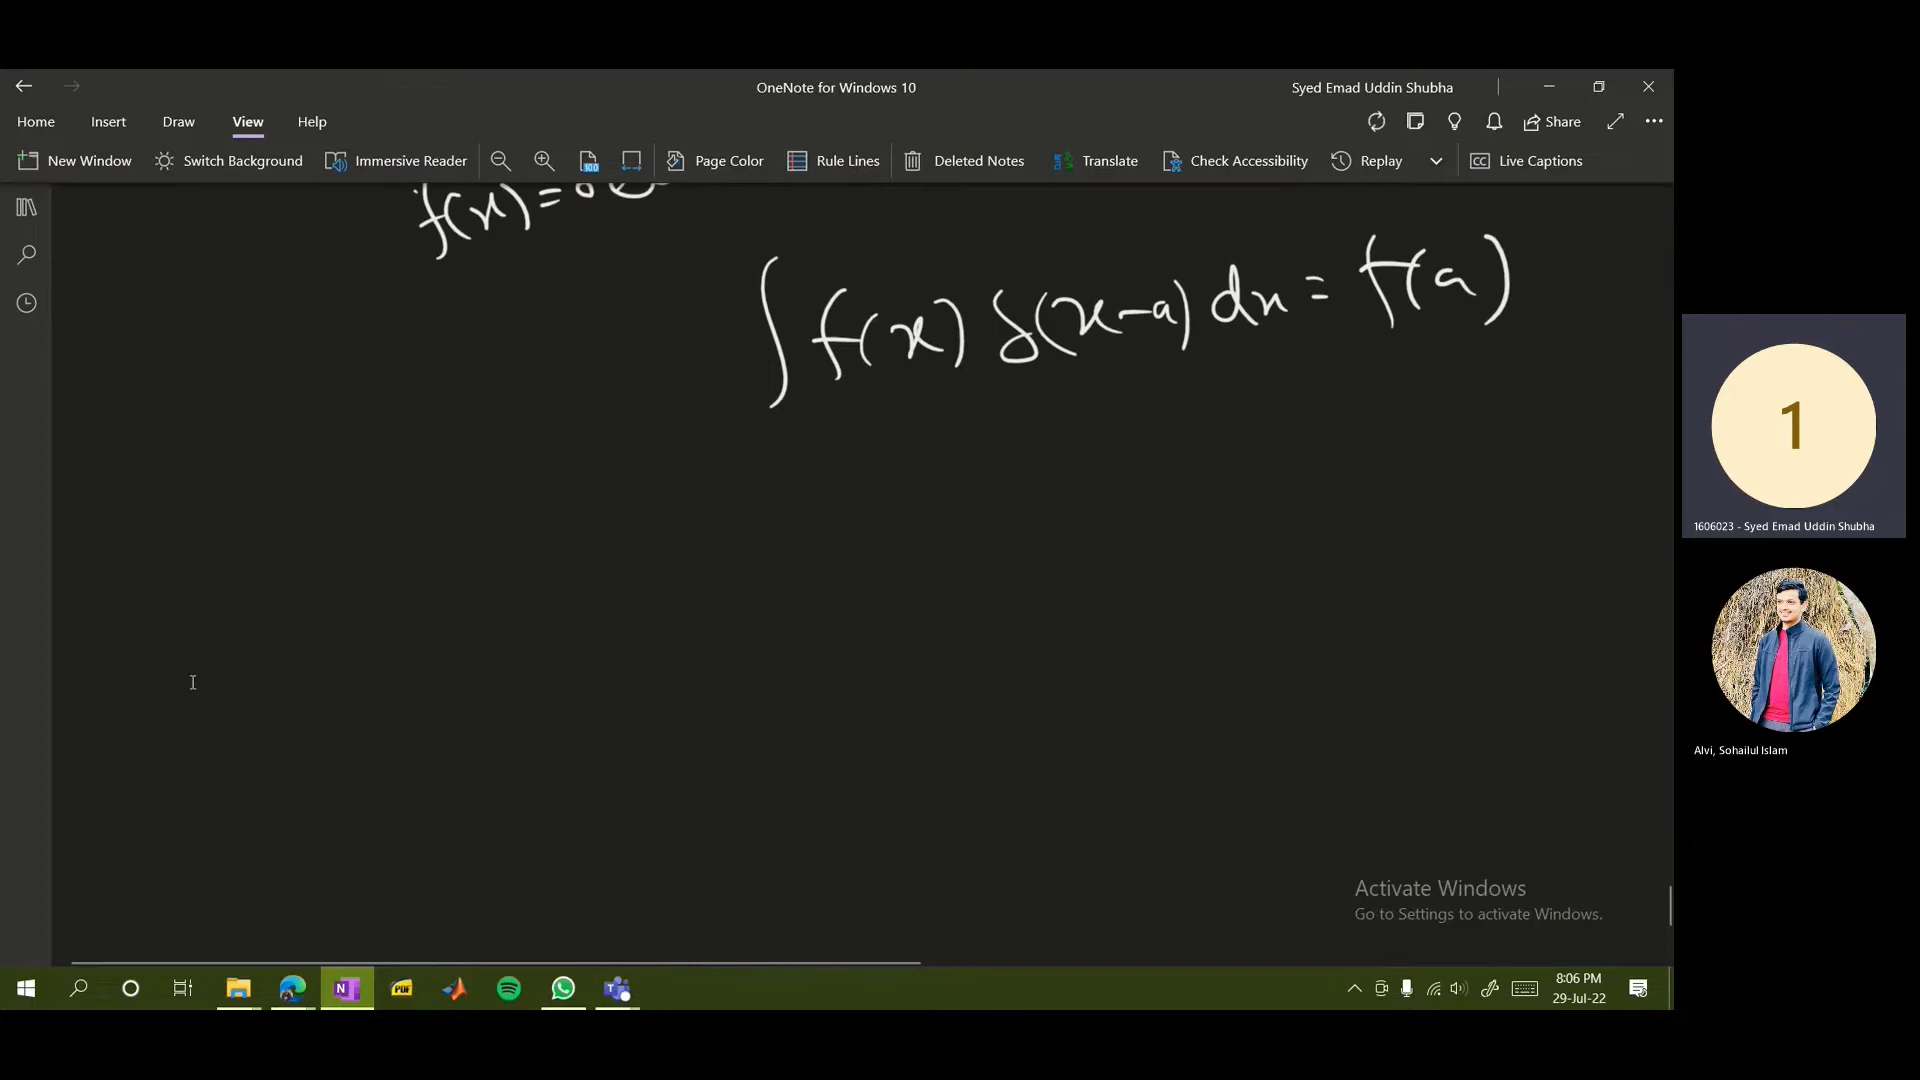 OneNote for Windows 10
Syed Emad Uddin Shubha
Home Insert Draw View Help
Share
New Window Switch Background Immersive Reader Page Color Rule Lines Deleted Notes Translate Check Accessibility Replay CC Live Captions
f(x)=
∫ f(x) δ(x-a) dx = f(a)
1
1606023 - Syed Emad Uddin Shubha
Alvi, Sohailul Islam
Activate Windows
Go to Settings to activate Windows.
8:06 PM
29-Jul-22